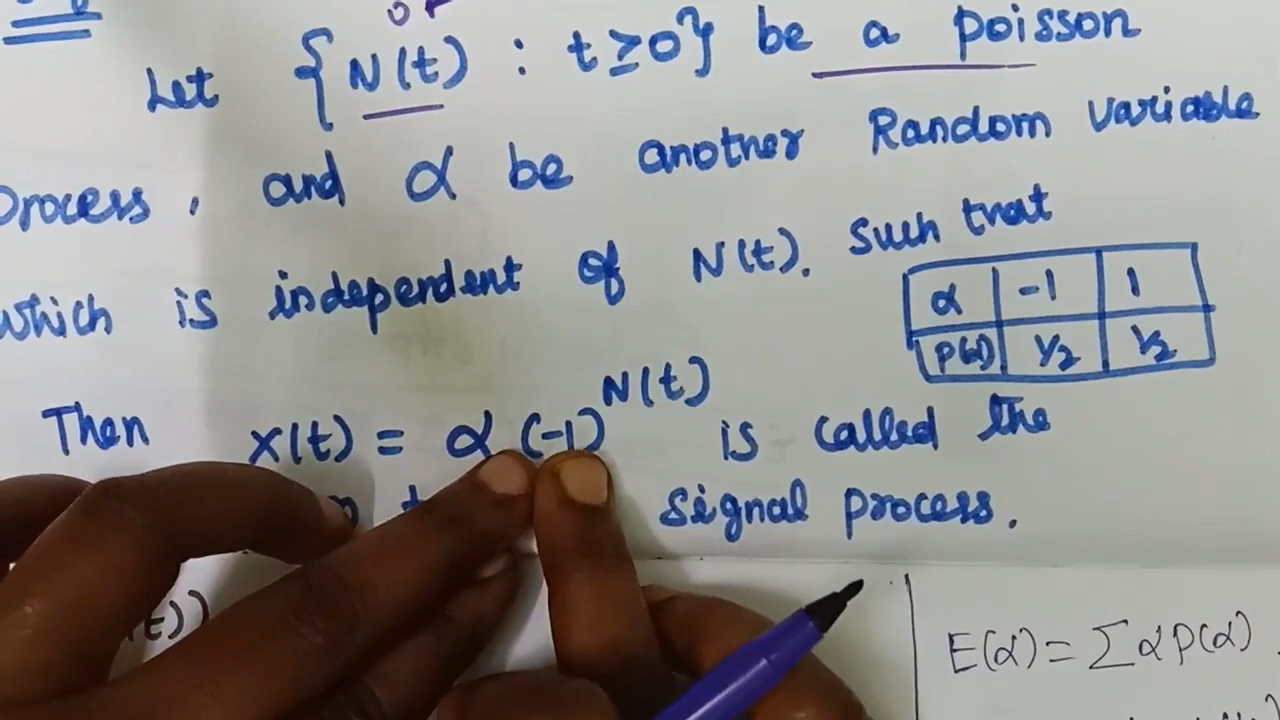 or
Let {N(t) : t ≥ 0} be a poisson
process, and α be another Random variable
which is independent of N(t). Such that
α -1 1
P(α) 1/2 1/2
Then X(t) = α (-1)^N(t) is called the
signal process.
t))
E(α) = Σ α P(α)